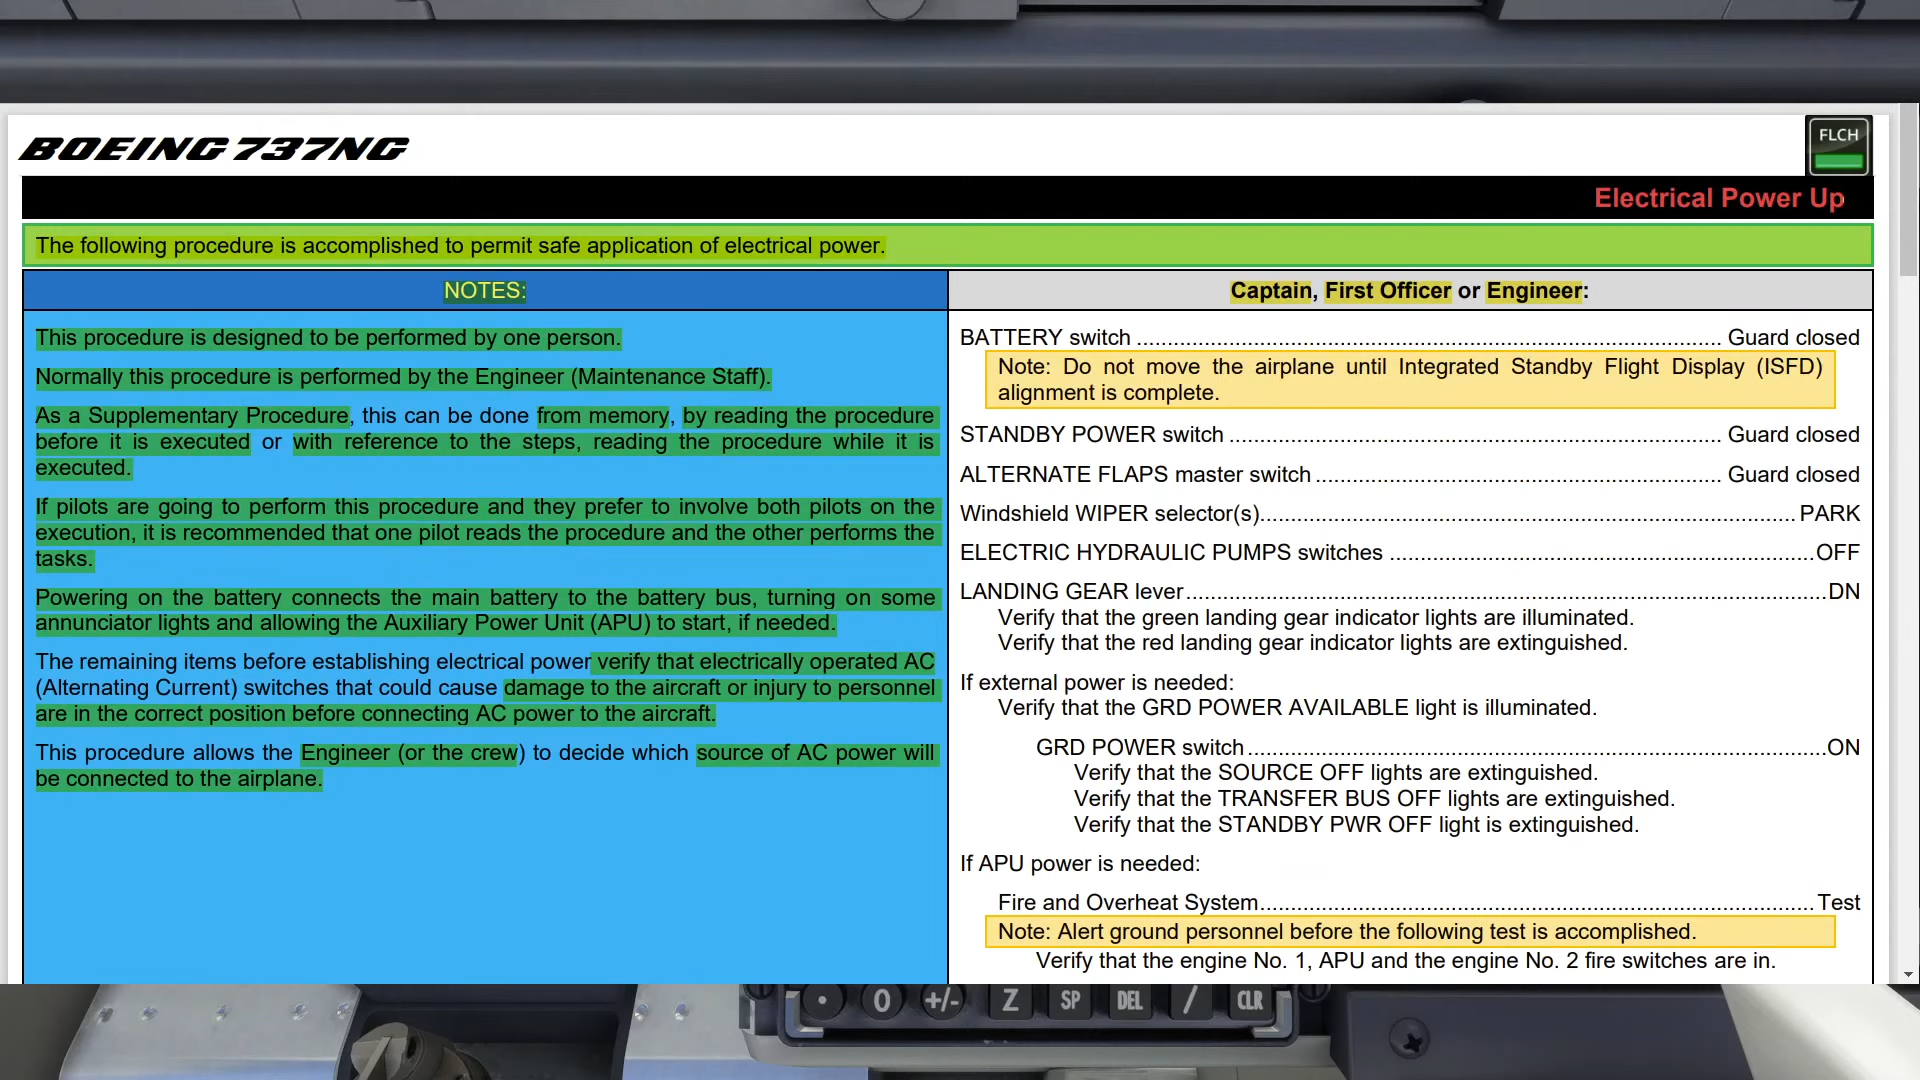 BOEING 737NG
FLCH
Electrical Power Up
The following procedure is accomplished to permit safe application of electrical power.
NOTES:
This procedure is designed to be performed by one person.
Normally this procedure is performed by the Engineer (Maintenance Staff).
As a Supplementary Procedure, this can be done from memory, by reading the procedure
before it is executed or with reference to the steps, reading the procedure while it is
executed.
If pilots are going to perform this procedure and they prefer to involve both pilots on the
execution, it is recommended that one pilot reads the procedure and the other performs the
tasks.
Powering on the battery connects the main battery to the battery bus, turning on some
annunciator lights and allowing the Auxiliary Power Unit (APU) to start, if needed.
The remaining items before establishing electrical power verify that electrically operated AC
(Alternating Current) switches that could cause damage to the aircraft or injury to personnel
are in the correct position before connecting AC power to the aircraft.
This procedure allows the Engineer (or the crew) to decide which source of AC power will
be connected to the airplane.
Captain, First Officer or Engineer:
BATTERY switch ........ Guard closed
Note: Do not move the airplane until Integrated Standby Flight Display (ISFD)
alignment is complete.
STANDBY POWER switch ........ Guard closed
ALTERNATE FLAPS master switch ........ Guard closed
Windshield WIPER selector(s)........ PARK
ELECTRIC HYDRAULIC PUMPS switches ........OFF
LANDING GEAR lever........DN
Verify that the green landing gear indicator lights are illuminated.
Verify that the red landing gear indicator lights are extinguished.
If external power is needed:
Verify that the GRD POWER AVAILABLE light is illuminated.
GRD POWER switch ........ON
Verify that the SOURCE OFF lights are extinguished.
Verify that the TRANSFER BUS OFF lights are extinguished.
Verify that the STANDBY PWR OFF light is extinguished.
If APU power is needed:
Fire and Overheat System........ Test
Note: Alert ground personnel before the following test is accomplished.
Verify that the engine No. 1, APU and the engine No. 2 fire switches are in.
. 0 +/- Z SP DEL / CLR